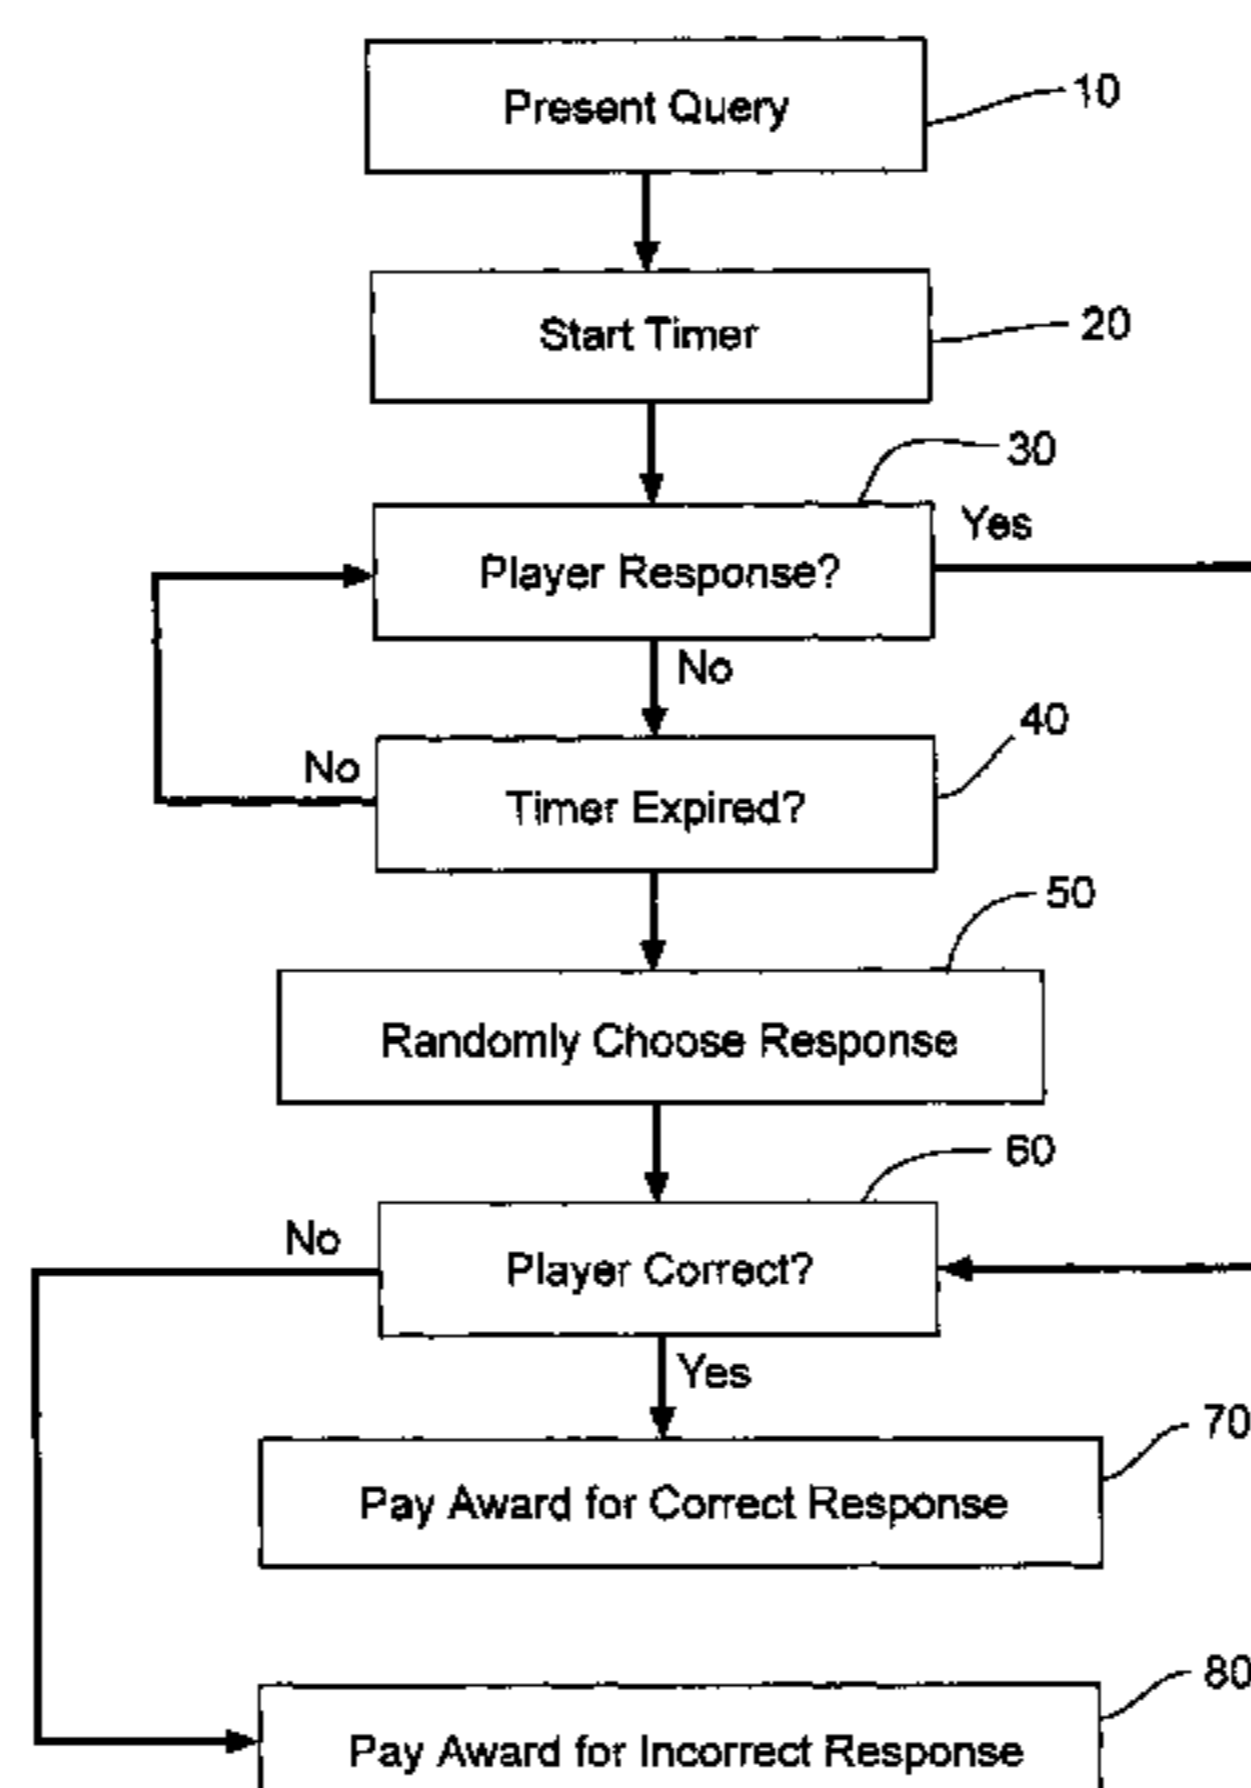 Present Query
10
Start Timer
20
30
Player Response?
Yes
No
40
No
Timer Expired?
50
Randomly Choose Response
60
No
Player Correct?
Yes
70
Pay Award for Correct Response
80
Pay Award for Incorrect Response